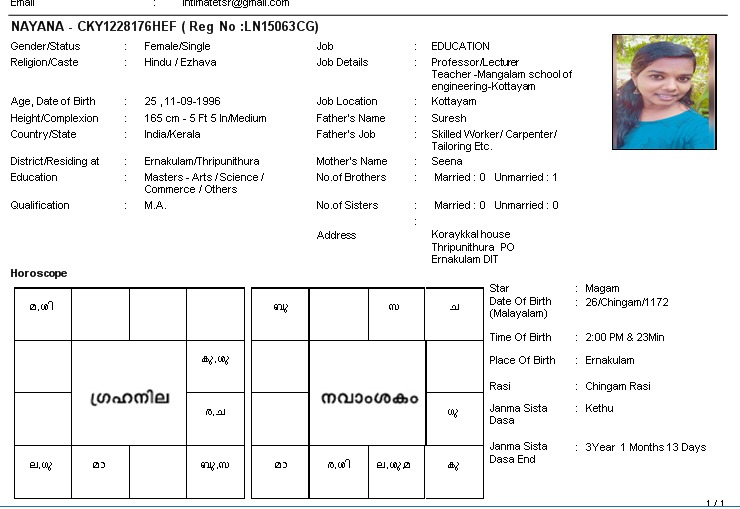 Email : intimatetsr@gmail.com
NAYANA - CKY1228176HEF ( Reg No :LN15063CG)
Gender/Status : Female/Single Job : EDUCATION
Religion/Caste : Hindu / Ezhava Job Details : Professor/Lecturer
Teacher -Mangalam school of
engineering-Kottayam
Age, Date of Birth : 25 , 11-09-1996 Job Location : Kottayam
Height/Complexion : 165 cm - 5 Ft 5 In/Medium Father's Name : Suresh
Country/State : India/Kerala Father's Job : Skilled Worker/ Carpenter/
Tailoring Etc.
District/Residing at : Ernakulam/Thripunithura Mother's Name : Seena
Education : Masters - Arts / Science / No.of Brothers : Married : 0 Unmarried : 1
Commerce / Others
Qualification : M.A. No.of Sisters : Married : 0 Unmarried : 0
:
Address Koraykkal house
Thripunithura PO
Ernakulam DIT
Horoscope
Star : Magam
മ,ശി ബു സ ച Date Of Birth : 26/Chingam/1172
(Malayalam)
Time Of Birth : 2:00 PM & 23Min
കു,ശു Place Of Birth : Ernakulam
Rasi : Chingam Rasi
ഗ്രഹനില നവാംശകം
ര,ച ഗു Janma Sista : Kethu
Dasa
Janma Sista : 3Year 1 Months 13 Days
Dasa End
ല,ഗു മാ ബു,സ മാ ര,ശി ല,ശു,മ കു
1 / 1